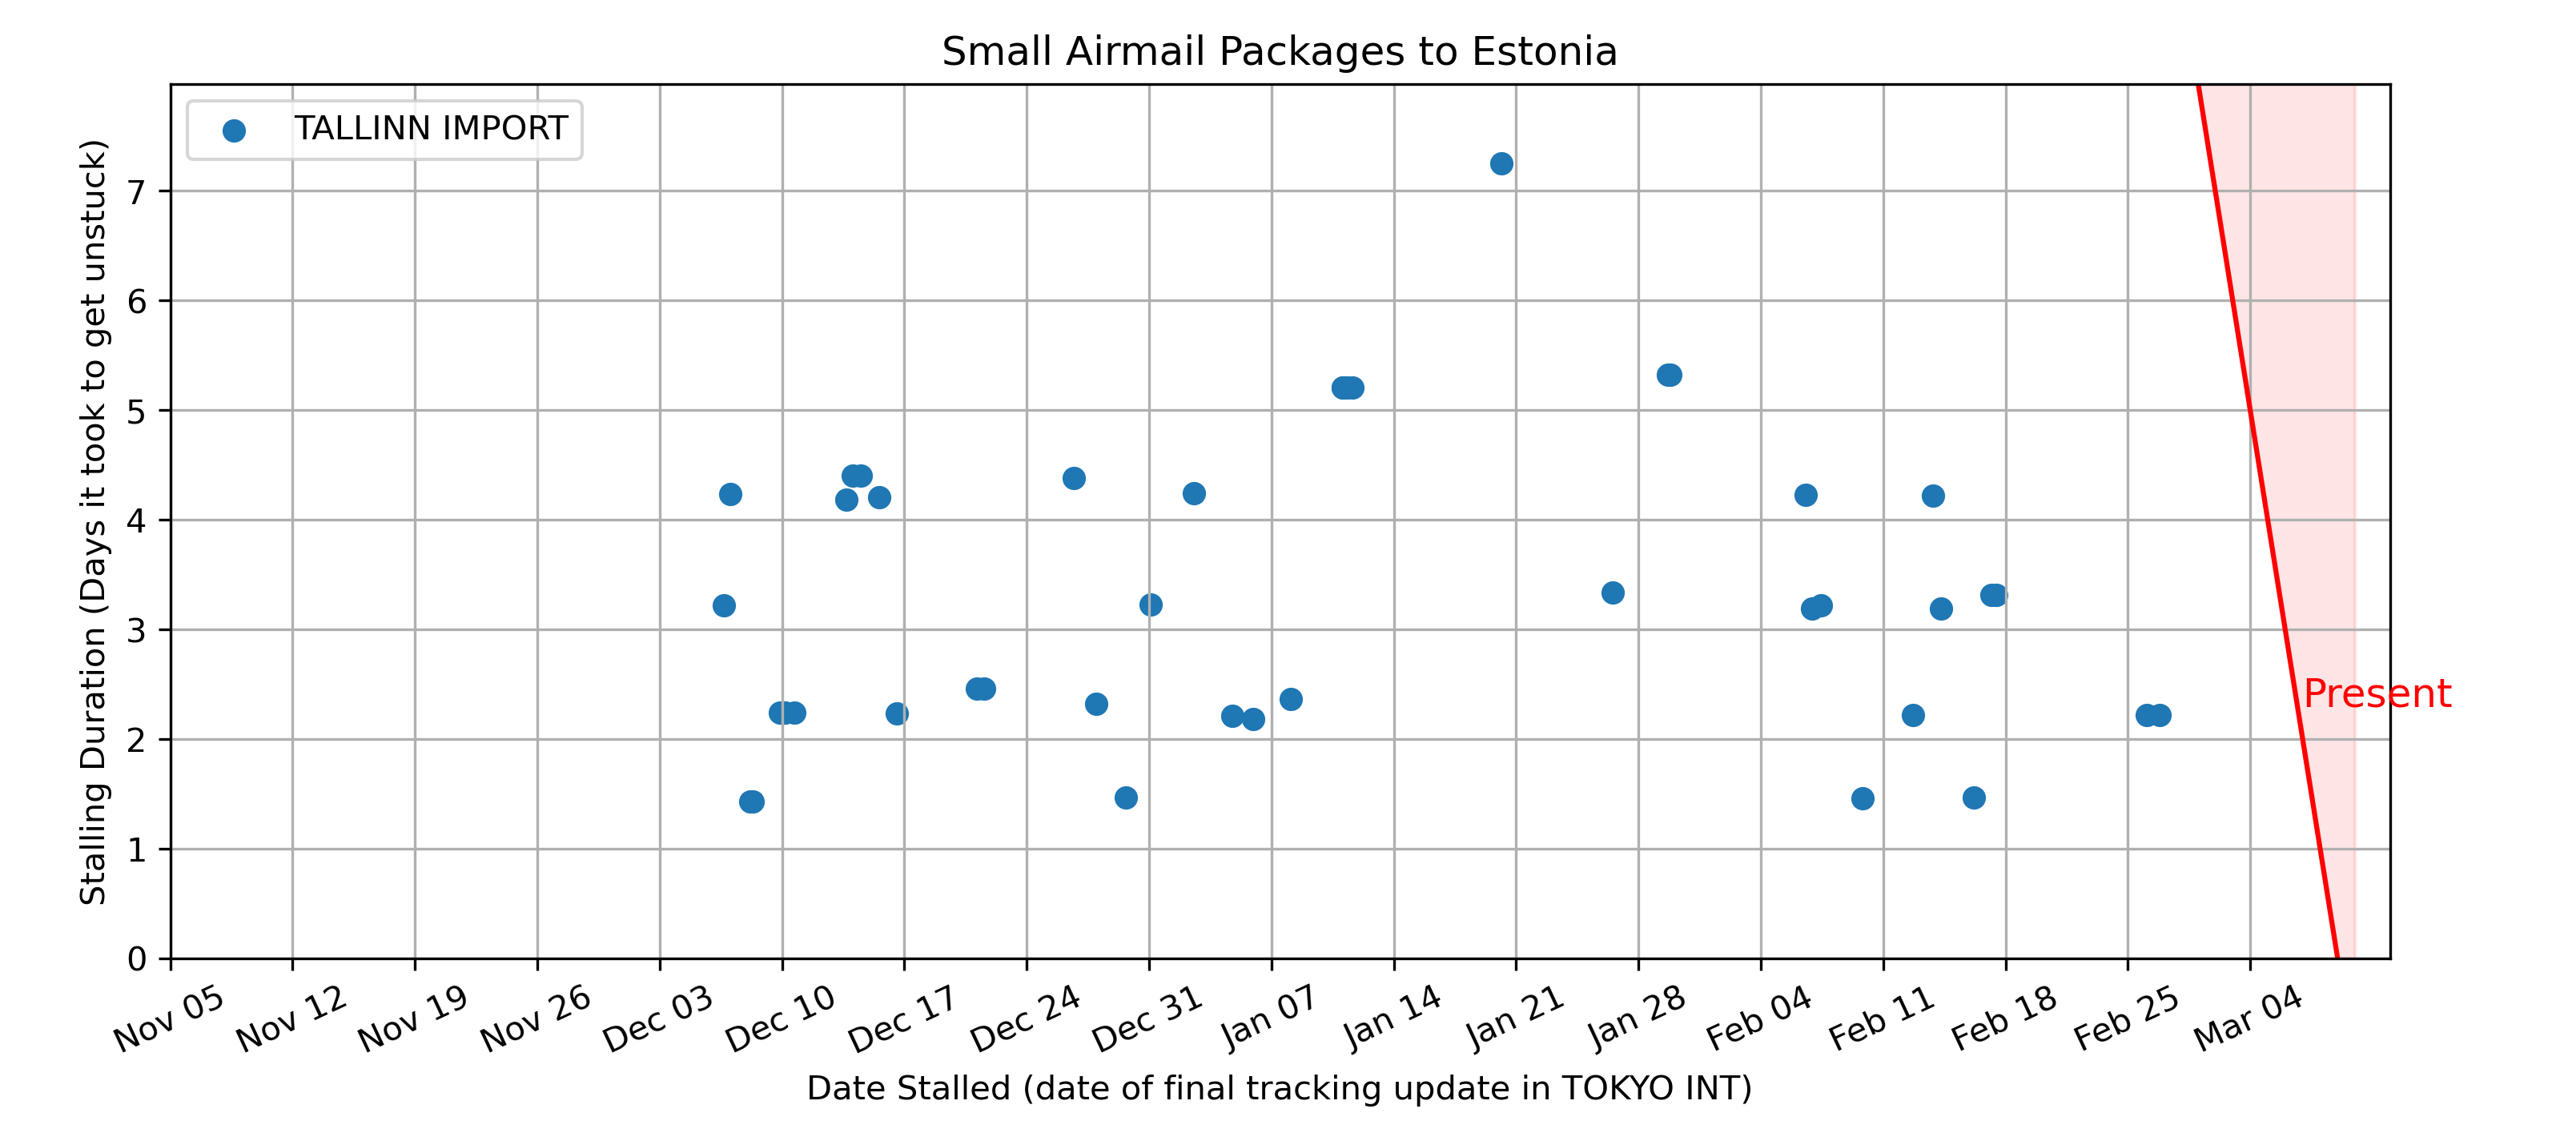 Small Airmail Packages to Estonia
TALLINN IMPORT
Stalling Duration (Days it took to get unstuck)
7
6
5
4
3
2
1
0
Present
Nov 05
Nov 12
Nov 19
Nov 26
Dec 03
Dec 10
Dec 17
Dec 24
Dec 31
Jan 07
Jan 14
Jan 21
Jan 28
Feb 04
Feb 11
Feb 18
Feb 25
Mar 04
Date Stalled (date of final tracking update in TOKYO INT)